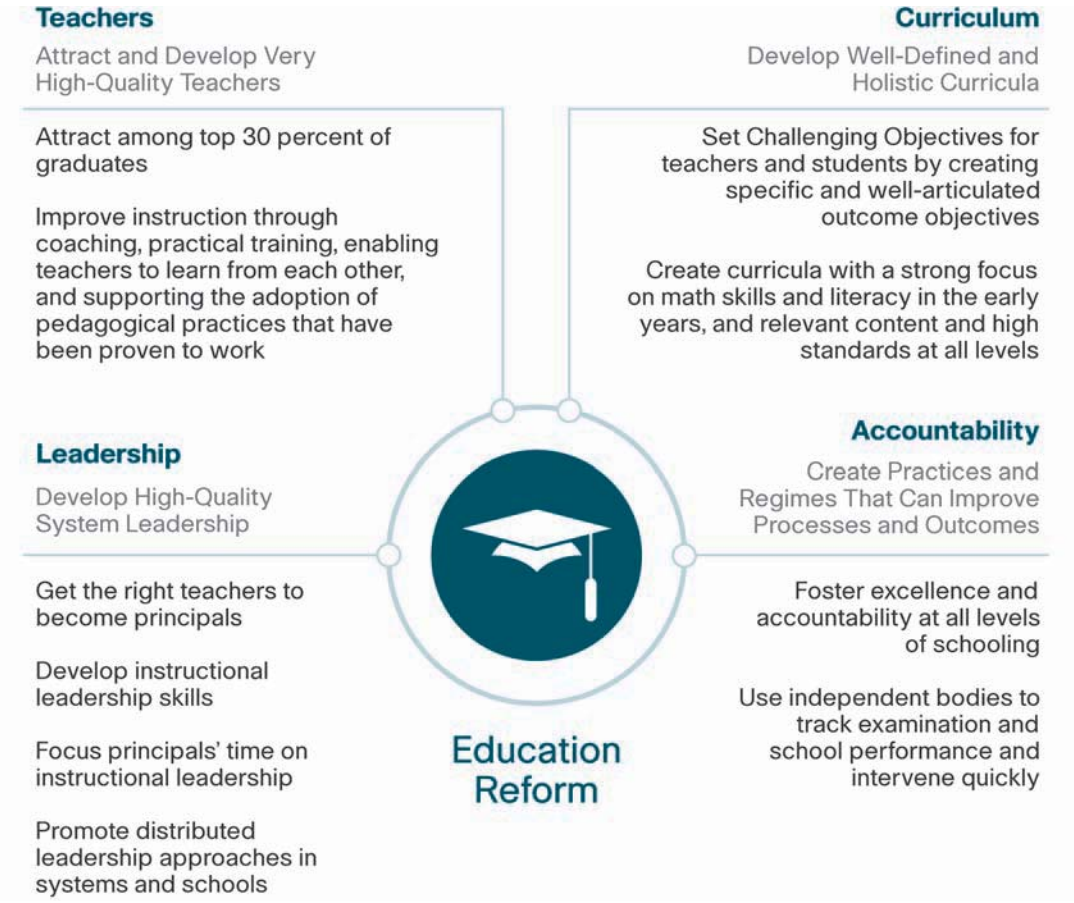 Teachers
Attract and Develop Very
High-Quality Teachers
Attract among top 30 percent of
graduates
Improve instruction through
coaching, practical training, enabling
teachers to learn from each other,
and supporting the adoption of
pedagogical practices that have
been proven to work
Curriculum
Develop Well-Defined and
Holistic Curricula
Set Challenging Objectives for
teachers and students by creating
specific and well-articulated
outcome objectives
Create curricula with a strong focus
on math skills and literacy in the early
years, and relevant content and high
standards at all levels
Leadership
Develop High-Quality
System Leadership
Get the right teachers to
become principals
Develop instructional
leadership skills
Focus principals' time on
instructional leadership
Promote distributed
leadership approaches in
systems and schools
Accountability
Create Practices and
Regimes That Can Improve
Processes and Outcomes
Foster excellence and
accountability at all levels
of schooling
Use independent bodies to
track examination and
school performance and
intervene quickly
Education
Reform